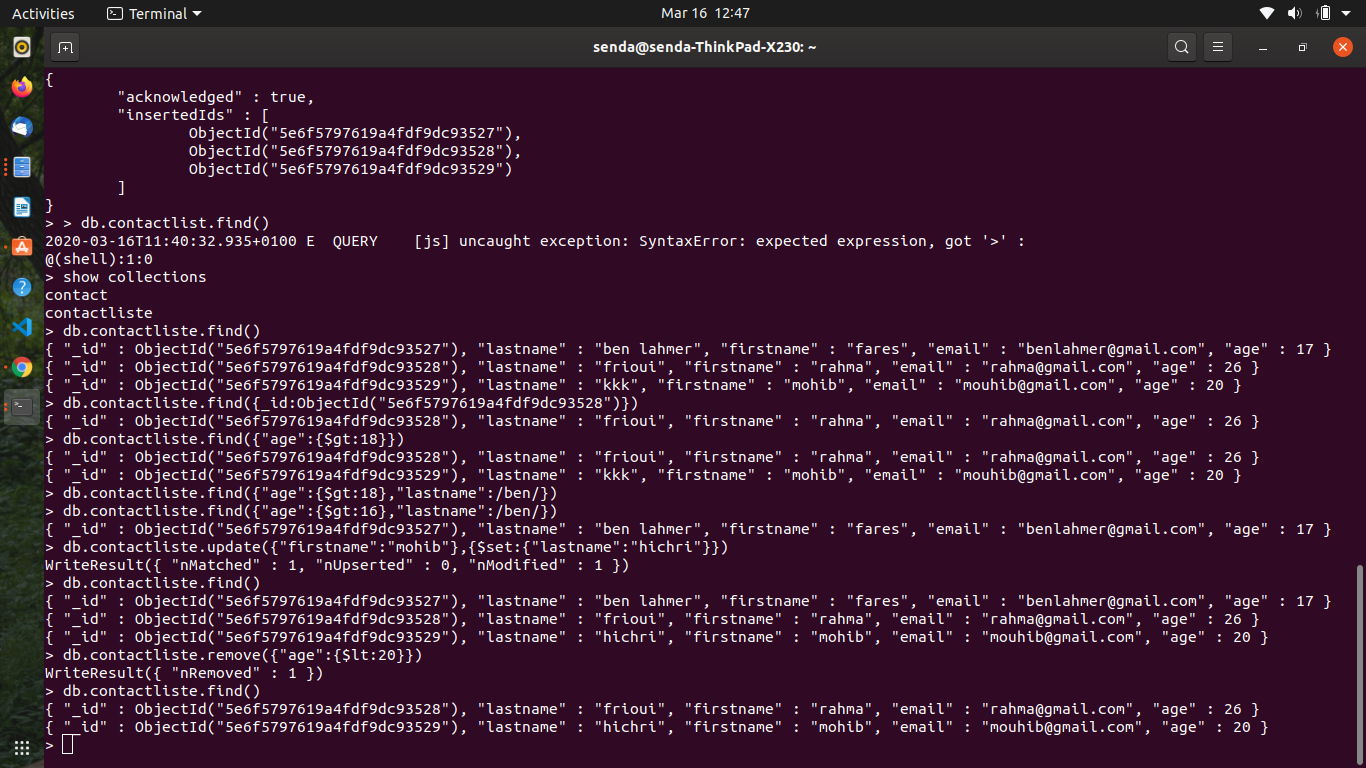 Activities Terminal Mar 16 12:47
senda@senda-ThinkPad-X230: ~
{
"acknowledged" : true,
"insertedIds" : [
ObjectId("5e6f5797619a4fdf9dc93527"),
ObjectId("5e6f5797619a4fdf9dc93528"),
ObjectId("5e6f5797619a4fdf9dc93529")
]
}
> > db.contactlist.find()
2020-03-16T11:40:32.935+0100 E  QUERY    [js] uncaught exception: SyntaxError: expected expression, got '>' :
@(shell):1:0
> show collections
contact
contactliste
> db.contactliste.find()
{ "_id" : ObjectId("5e6f5797619a4fdf9dc93527"), "lastname" : "ben lahmer", "firstname" : "fares", "email" : "benlahmer@gmail.com", "age" : 17 }
{ "_id" : ObjectId("5e6f5797619a4fdf9dc93528"), "lastname" : "frioui", "firstname" : "rahma", "email" : "rahma@gmail.com", "age" : 26 }
{ "_id" : ObjectId("5e6f5797619a4fdf9dc93529"), "lastname" : "kkk", "firstname" : "mohib", "email" : "mouhib@gmail.com", "age" : 20 }
> db.contactliste.find({_id:ObjectId("5e6f5797619a4fdf9dc93528")})
{ "_id" : ObjectId("5e6f5797619a4fdf9dc93528"), "lastname" : "frioui", "firstname" : "rahma", "email" : "rahma@gmail.com", "age" : 26 }
> db.contactliste.find({"age":{$gt:18}})
{ "_id" : ObjectId("5e6f5797619a4fdf9dc93528"), "lastname" : "frioui", "firstname" : "rahma", "email" : "rahma@gmail.com", "age" : 26 }
{ "_id" : ObjectId("5e6f5797619a4fdf9dc93529"), "lastname" : "kkk", "firstname" : "mohib", "email" : "mouhib@gmail.com", "age" : 20 }
> db.contactliste.find({"age":{$gt:18},"lastname":/ben/})
> db.contactliste.find({"age":{$gt:16},"lastname":/ben/})
{ "_id" : ObjectId("5e6f5797619a4fdf9dc93527"), "lastname" : "ben lahmer", "firstname" : "fares", "email" : "benlahmer@gmail.com", "age" : 17 }
> db.contactliste.update({"firstname":"mohib"},{$set:{"lastname":"hichri"}})
WriteResult({ "nMatched" : 1, "nUpserted" : 0, "nModified" : 1 })
> db.contactliste.find()
{ "_id" : ObjectId("5e6f5797619a4fdf9dc93527"), "lastname" : "ben lahmer", "firstname" : "fares", "email" : "benlahmer@gmail.com", "age" : 17 }
{ "_id" : ObjectId("5e6f5797619a4fdf9dc93528"), "lastname" : "frioui", "firstname" : "rahma", "email" : "rahma@gmail.com", "age" : 26 }
{ "_id" : ObjectId("5e6f5797619a4fdf9dc93529"), "lastname" : "hichri", "firstname" : "mohib", "email" : "mouhib@gmail.com", "age" : 20 }
> db.contactliste.remove({"age":{$lt:20}})
WriteResult({ "nRemoved" : 1 })
> db.contactliste.find()
{ "_id" : ObjectId("5e6f5797619a4fdf9dc93528"), "lastname" : "frioui", "firstname" : "rahma", "email" : "rahma@gmail.com", "age" : 26 }
{ "_id" : ObjectId("5e6f5797619a4fdf9dc93529"), "lastname" : "hichri", "firstname" : "mohib", "email" : "mouhib@gmail.com", "age" : 20 }
>